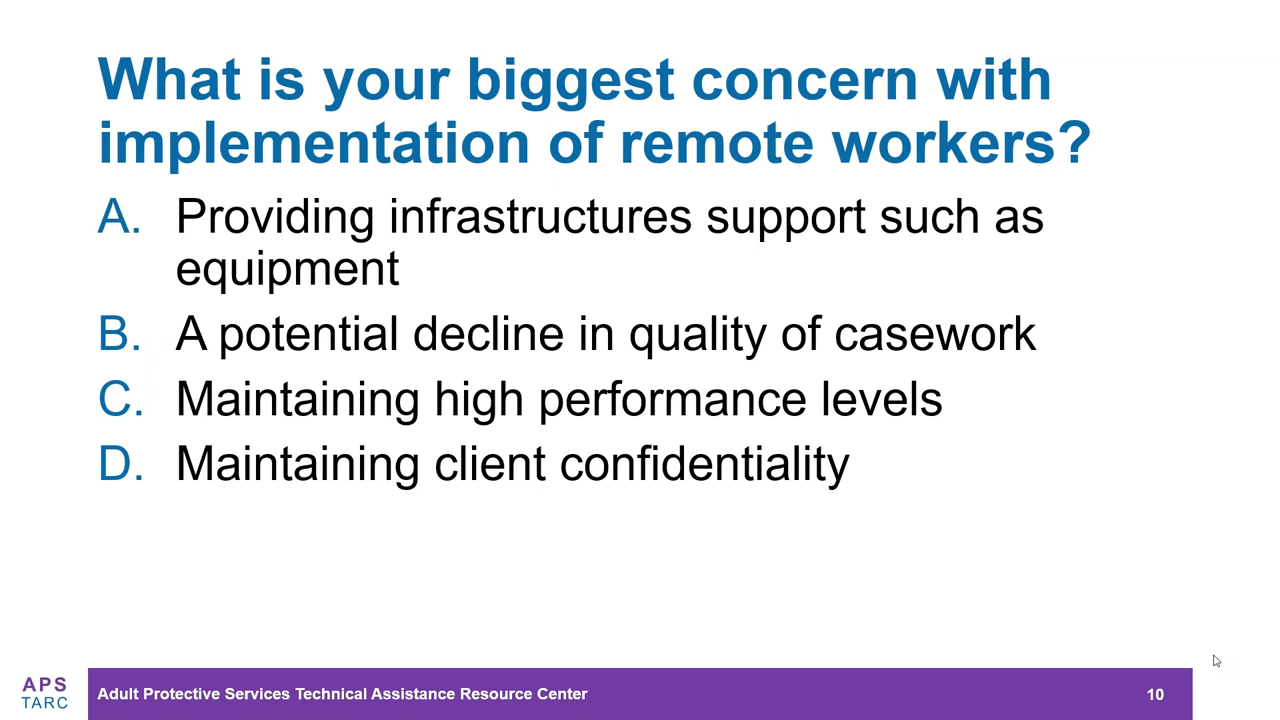 What is your biggest concern with
implementation of remote workers?
A. Providing infrastructures support such as
equipment
B. A potential decline in quality of casework
C. Maintaining high performance levels
D. Maintaining client confidentiality
APS
TARC
Adult Protective Services Technical Assistance Resource Center
10